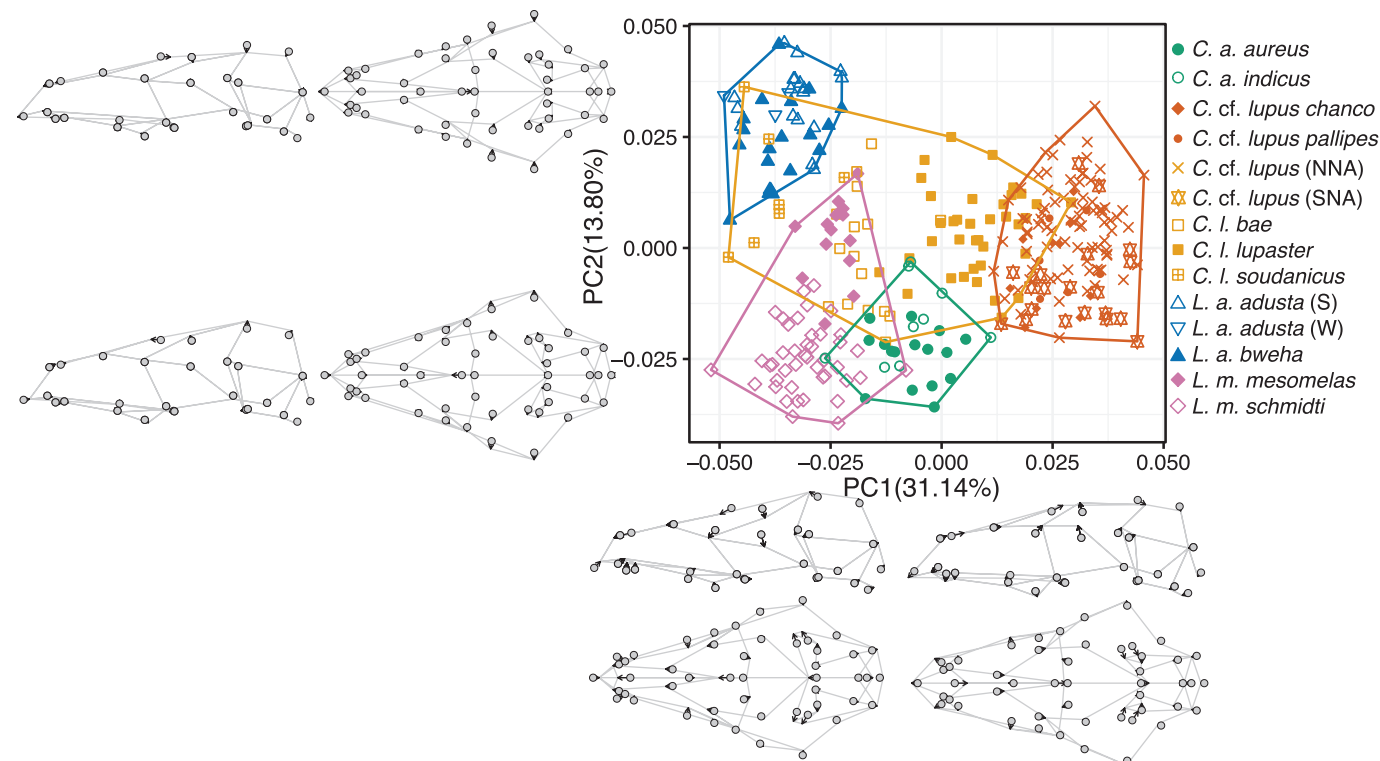 0.050
0.025
0.000
−0.025
PC2(13.80%)
−0.050
−0.025
0.000
0.025
0.050
PC1(31.14%)
C. a. aureus
C. a. indicus
C. cf. lupus chanco
C. cf. lupus pallipes
C. cf. lupus (NNA)
C. cf. lupus (SNA)
C. l. bae
C. l. lupaster
C. l. soudanicus
L. a. adusta (S)
L. a. adusta (W)
L. a. bweha
L. m. mesomelas
L. m. schmidti